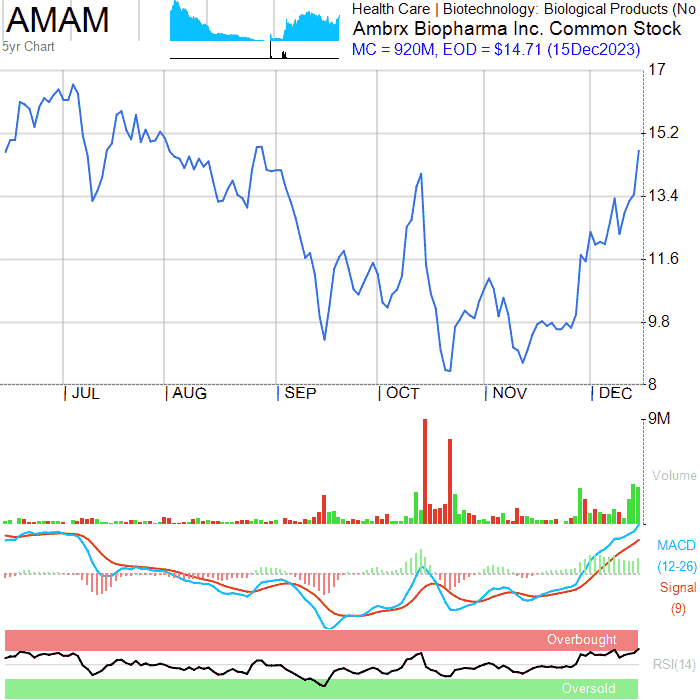 AMAM
5yr Chart
Health Care | Biotechnology: Biological Products (No
Ambrx Biopharma Inc. Common Stock
MC = 920M, EOD = $14.71 (15Dec2023)
17
15.2
13.4
11.6
9.8
8
JUL
AUG
SEP
OCT
NOV
DEC
9M
Volume
MACD
(12-26)
Signal
(9)
Overbought
RSI(14)
Oversold